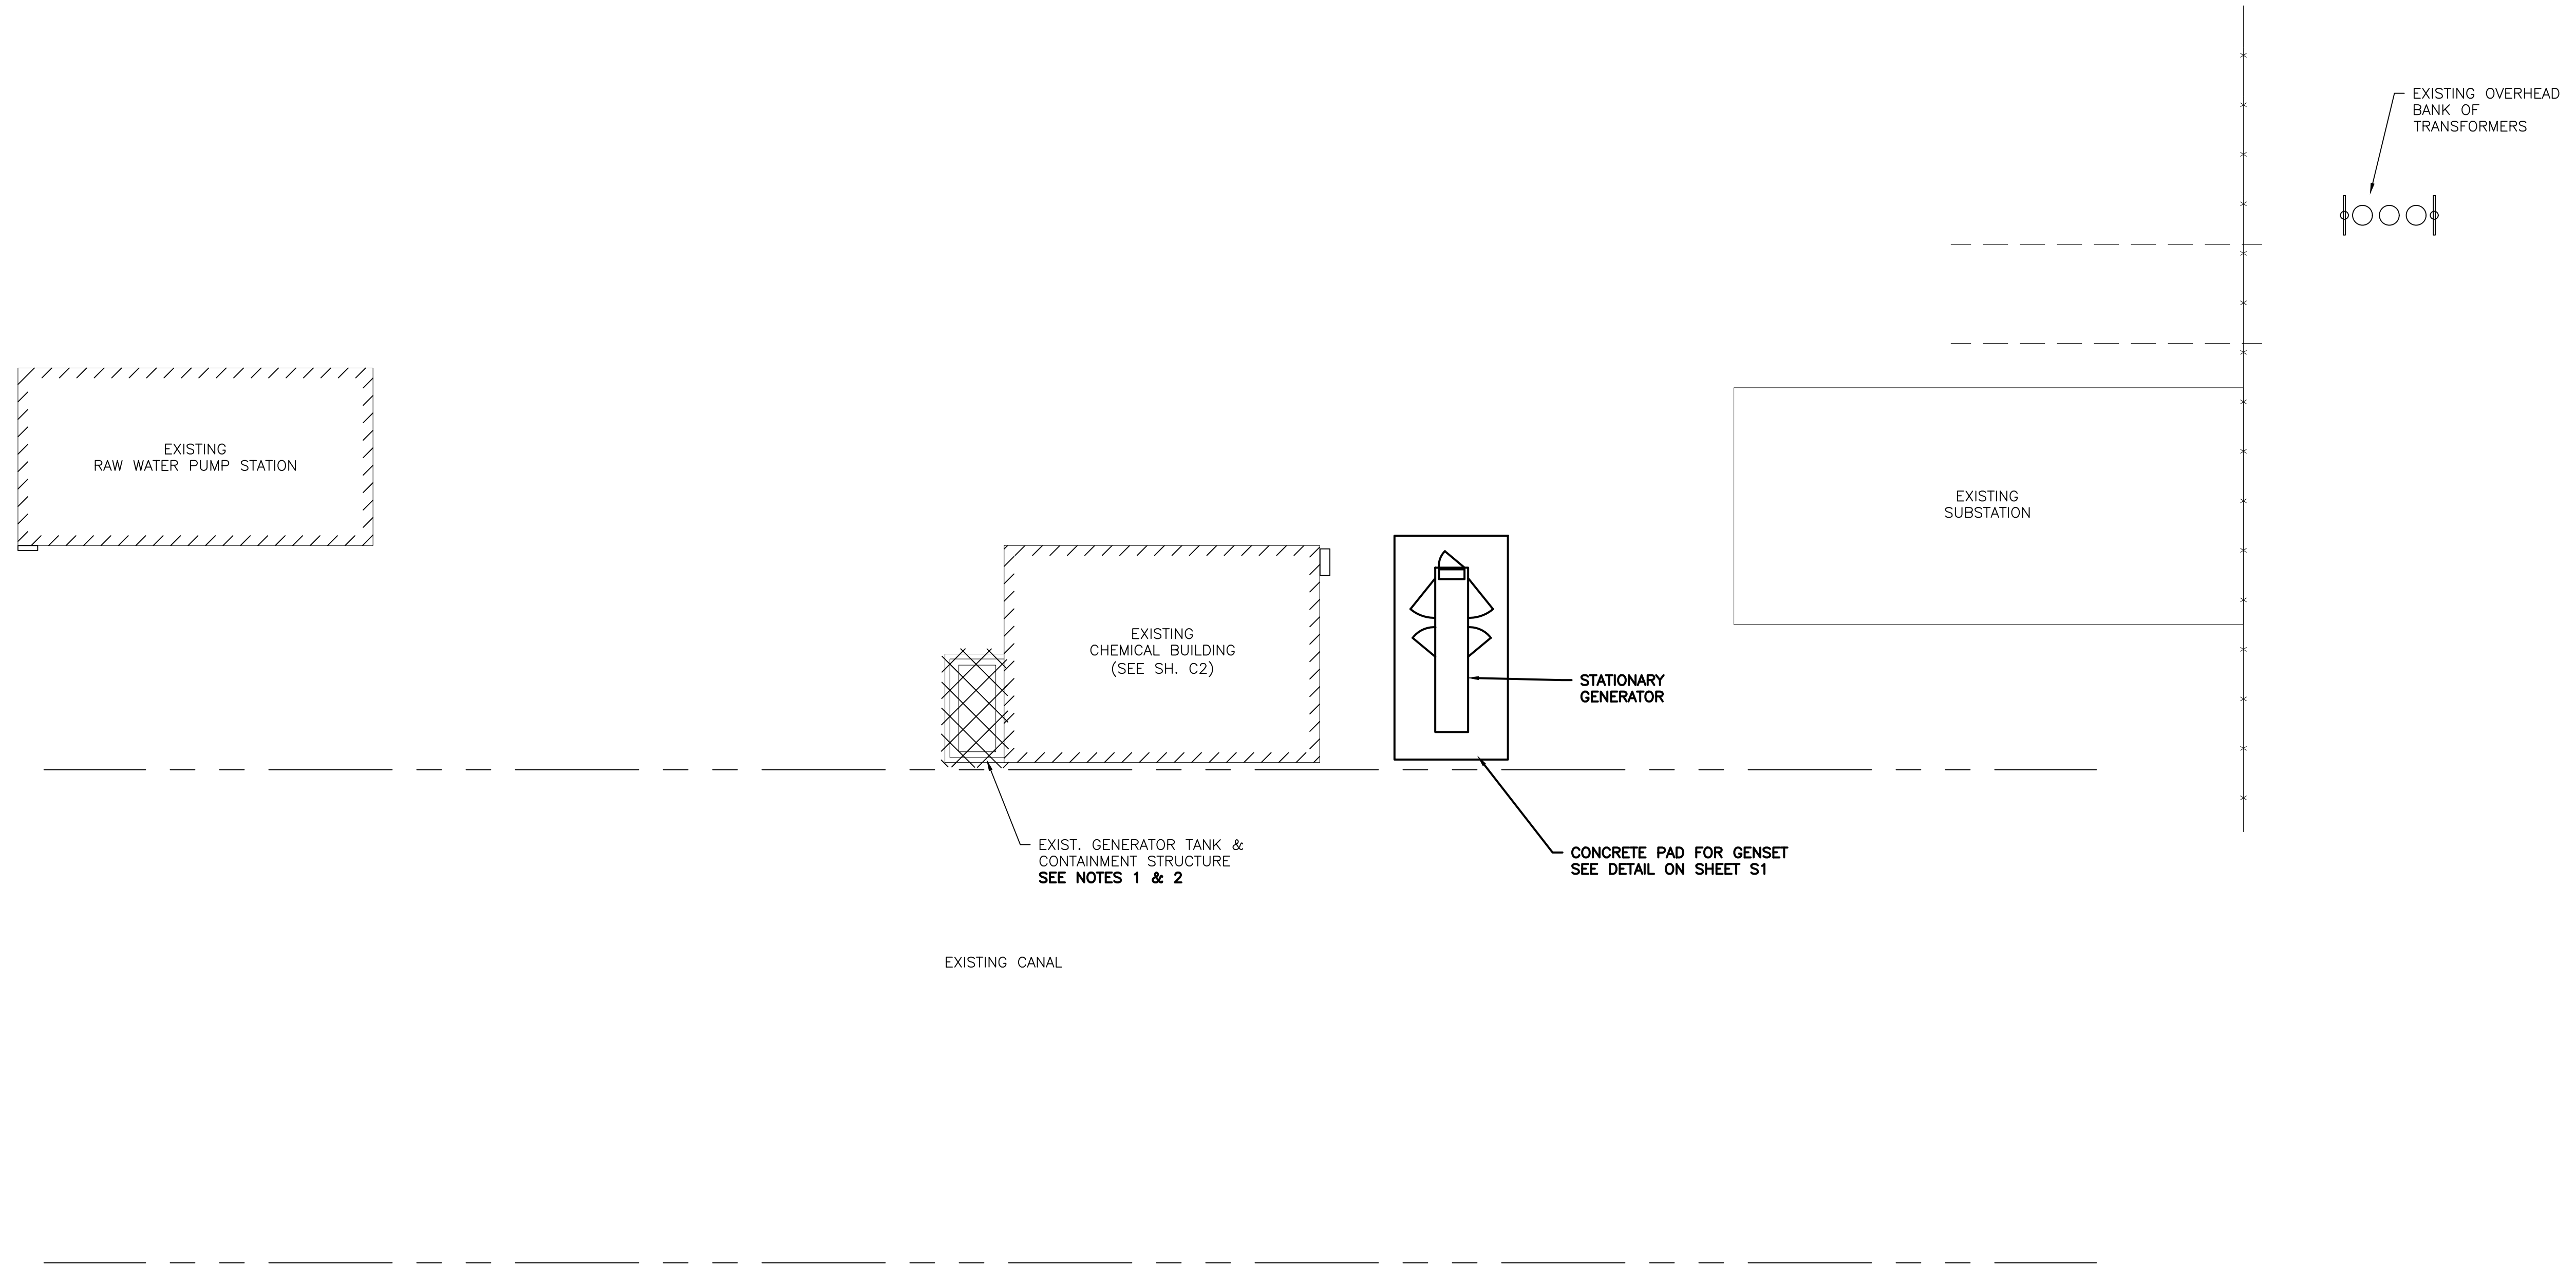 EXISTING OVERHEAD
BANK OF
TRANSFORMERS
EXISTING
RAW WATER PUMP STATION
EXISTING
SUBSTATION
EXISTING
CHEMICAL BUILDING
(SEE SH. C2)
STATIONARY
GENERATOR
EXIST. GENERATOR TANK &
CONTAINMENT STRUCTURE
SEE NOTES 1 & 2
CONCRETE PAD FOR GENSET
SEE DETAIL ON SHEET S1
EXISTING CANAL